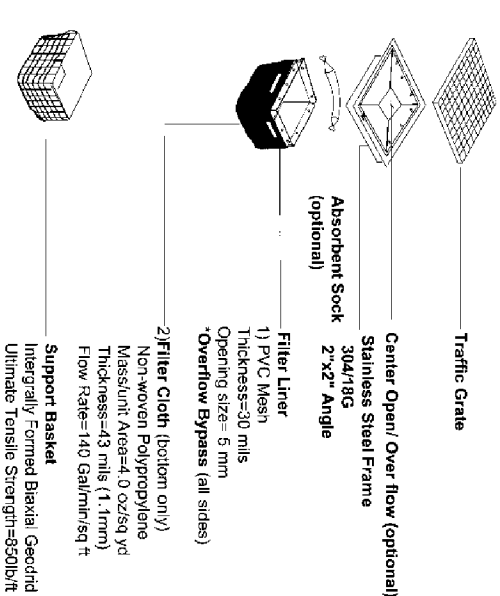 Traffic Grate
Center Open/ Over flow (optional)
Stainless Steel Frame
304/18G
2"x2" Angle
Absorbent Sock
(optional)
Filter Liner
1) PVC Mesh
Thickness=30 mils
Opening size= 5 mm
*Overflow Bypass (all sides)
2)Filter Cloth (bottom only)
Non-woven Polypropylene
Mass/unit Area=4.0 oz/sq yd
Thickness=43 mils (1.1mm)
Flow Rate=140 Gal/min/sq ft
Support Basket
Intergrally Formed Biaxial Geodrid
Ultimate Tensile Strength=850lb/ft